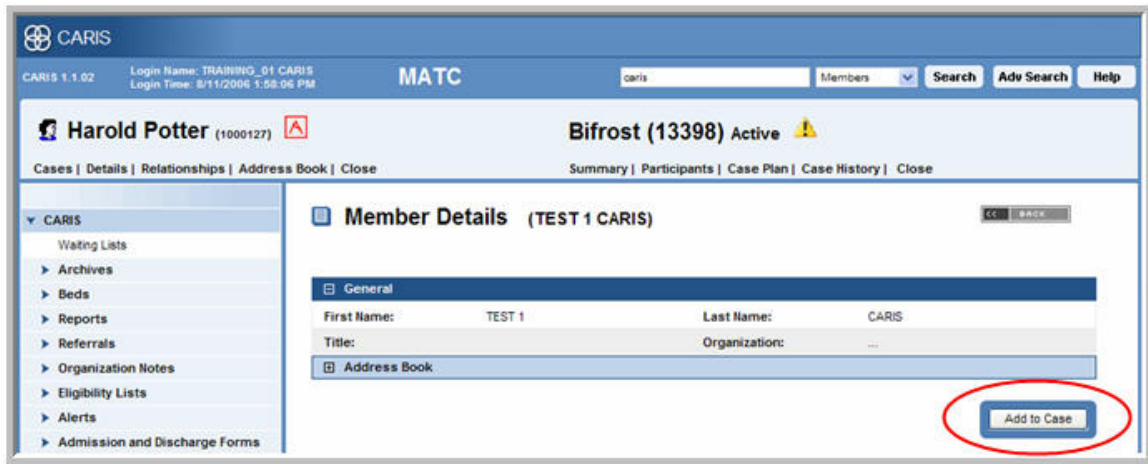 CARIS
CARIS 1.1.02
Login Name: TRAINING_01 CARIS
Login Time: 8/11/2006 1:58:06 PM
MATC
caris
Members
Search
Adv Search
Help
Harold Potter (1000127)
Bifrost (13398) Active
Cases | Details | Relationships | Address Book | Close
Summary | Participants | Case Plan | Case History | Close
CARIS
Waiting Lists
Archives
Beds
Reports
Referrals
Organization Notes
Eligibility Lists
Alerts
Admission and Discharge Forms
Member Details (TEST 1 CARIS)
<< BACK
General
First Name: TEST 1 Last Name: CARIS
Title: Organization: ...
Address Book
Add to Case